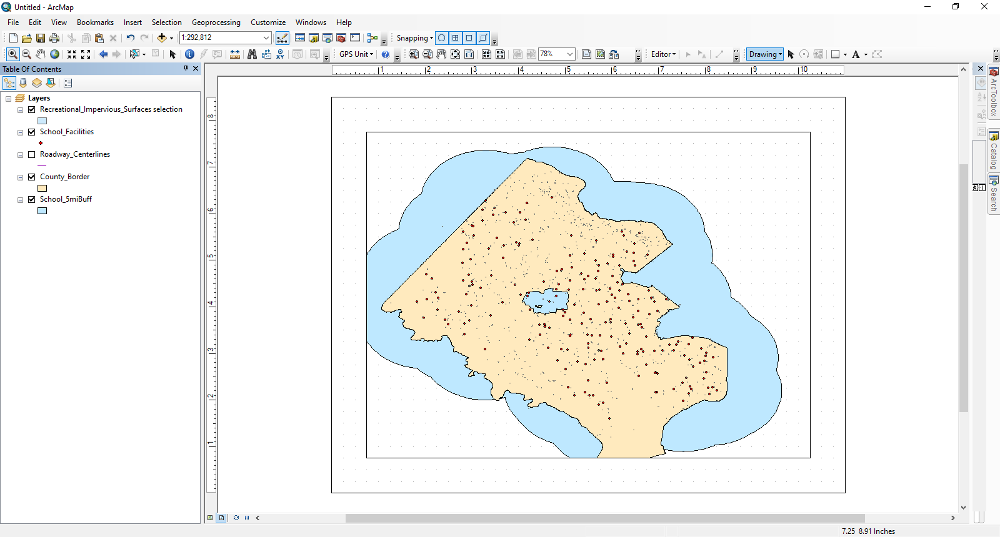 Untitled - ArcMap
File Edit View Bookmarks Insert Selection Geoprocessing Customize Windows Help
1:292,812 Snapping
GPS Unit 78% Editor Drawing A
Table Of Contents
Layers
Recreational_Impervious_Surfaces selection
School_Facilities
Roadway_Centerlines
County_Border
School_5miBuff
1 2 3 4 5 6 7 8 9 10
8
7
6
5
4
3
2
1
ArcToolbox
Catalog
Search
7.25 8.91 Inches